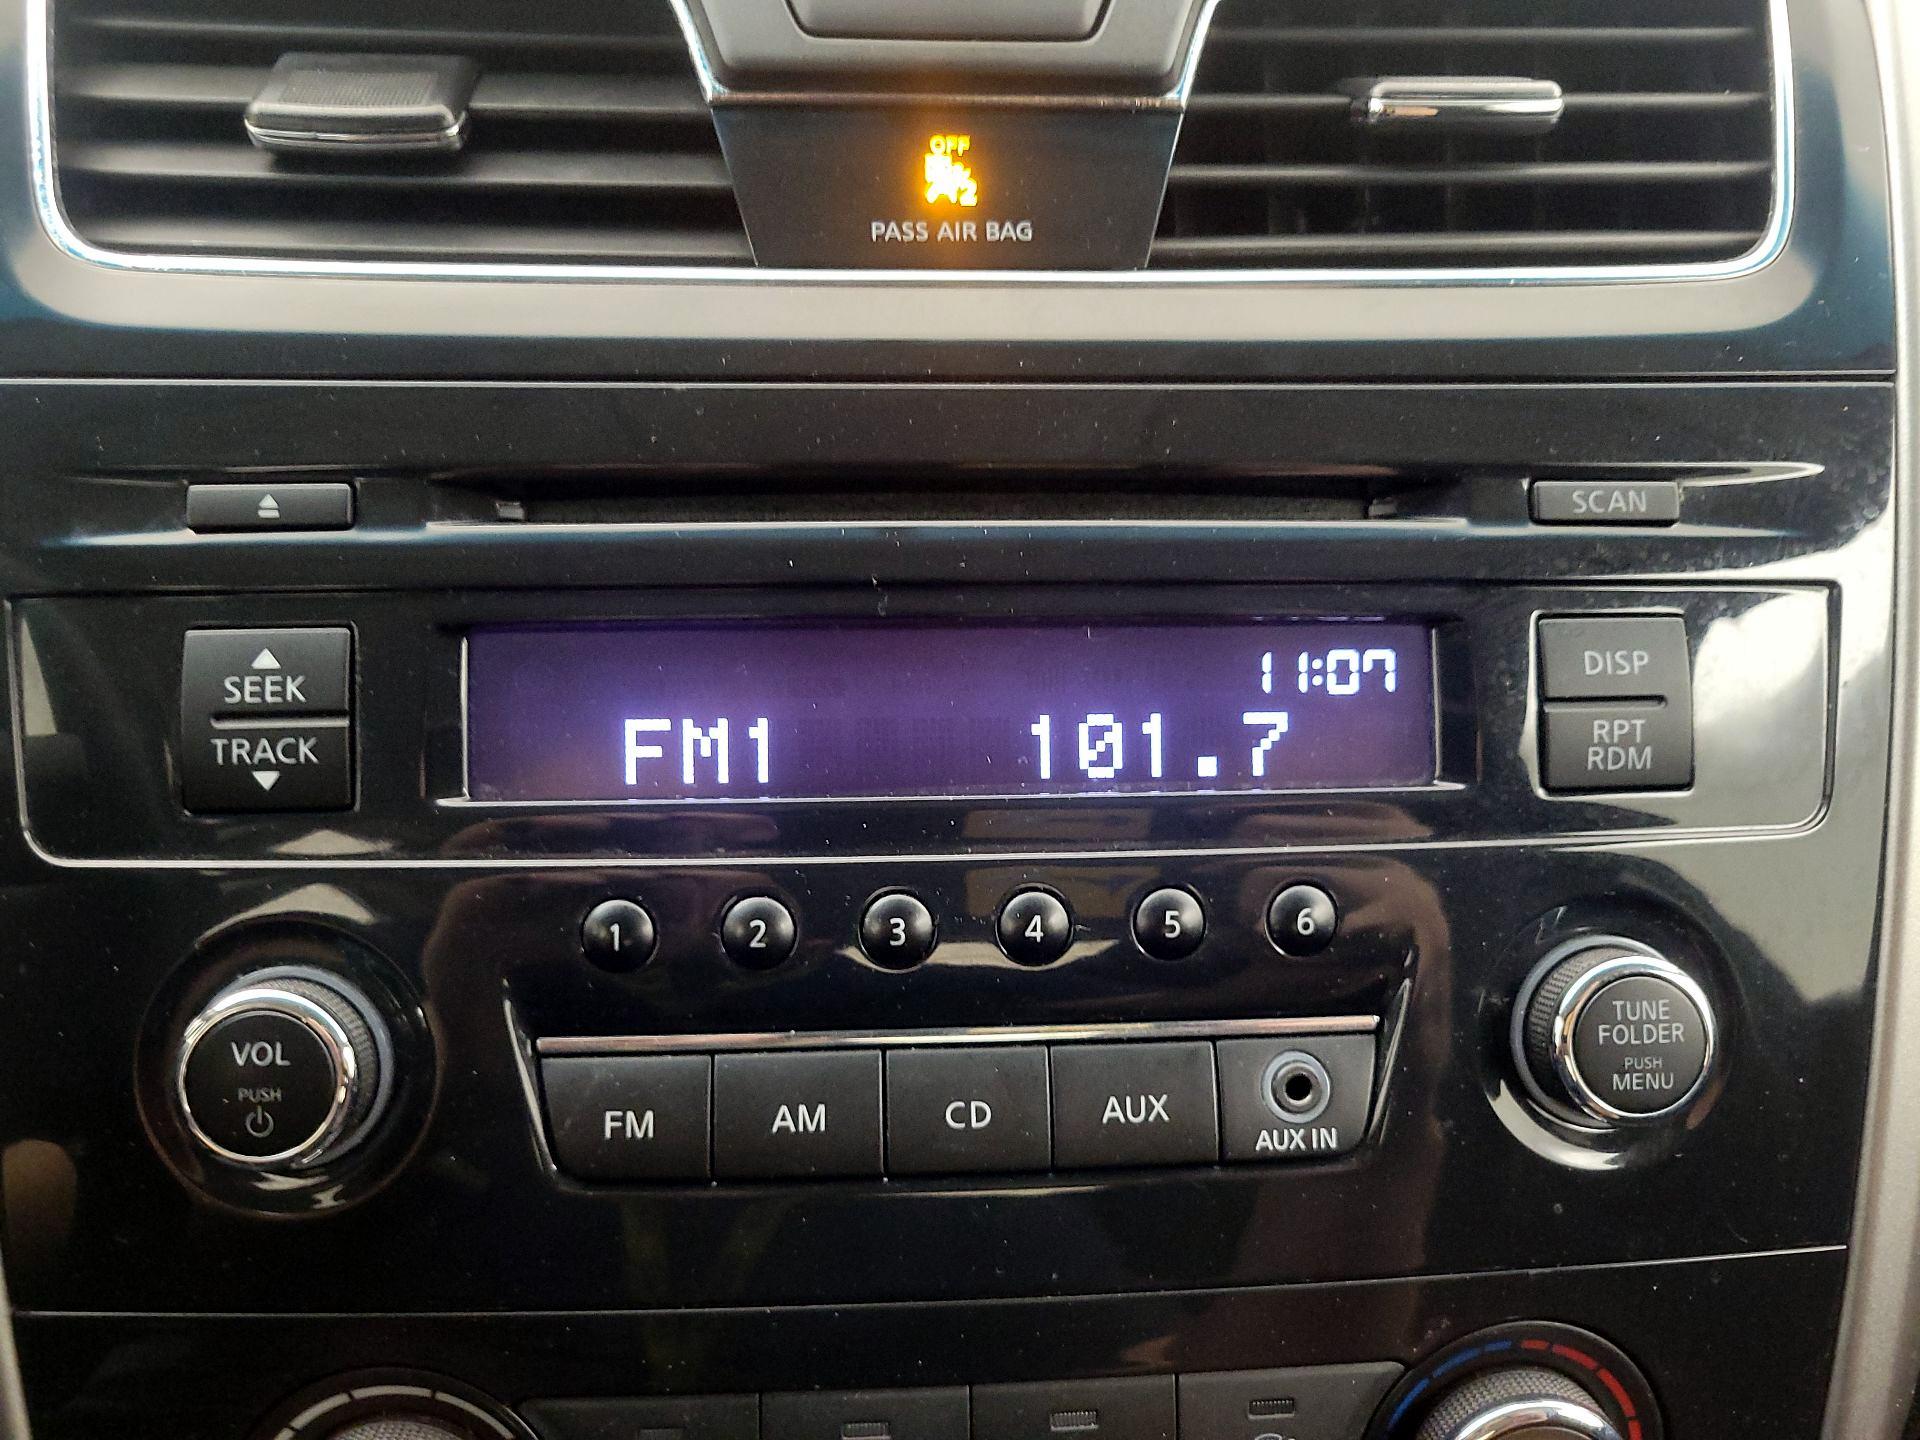 OFF
PASS AIR BAG
SCAN
SEEK
TRACK
11:07
FM1 101.7
DISP
RPT
RDM
1 2 3 4 5 6
VOL
PUSH
TUNE
FOLDER
PUSH
MENU
FM AM CD AUX
AUX IN